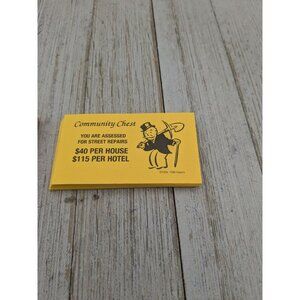 Community Chest
YOU ARE ASSESSED
FOR STREET REPAIRS
$40 PER HOUSE
$115 PER HOTEL